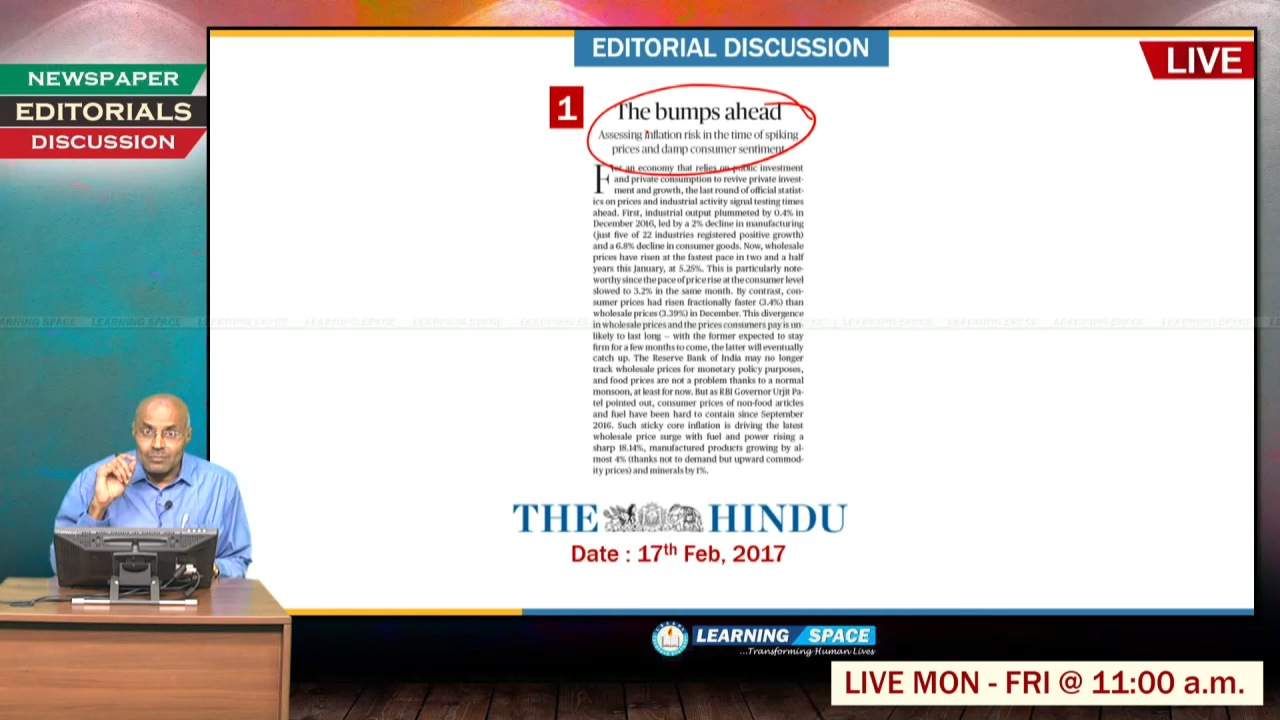 EDITORIAL DISCUSSION
LIVE
NEWSPAPER
EDITORIALS
DISCUSSION
1
The bumps ahead
Assessing inflation risk in the time of spiking
prices and damp consumer sentiment
For an economy that relies on public investment
and private consumption to revive private invest-
ment and growth, the last round of official statist-
ics on prices and industrial activity signal testing times
ahead. First, industrial output plummeted by 0.4% in
December 2016, led by a 2% decline in manufacturing
(just five of 22 industries registered positive growth)
and a 6.8% decline in consumer goods. Now, wholesale
prices have risen at the fastest pace in two and a half
years this January, at 5.25%. This is particularly note-
worthy since the pace of price rise at the consumer level
slowed to 3.2% in the same month. By contrast, con-
sumer prices had risen fractionally faster (3.4%) than
wholesale prices (3.39%) in December. This divergence
in wholesale prices and the prices consumers pay is un-
likely to last long – with the former expected to stay
firm for a few months to come, the latter will eventually
catch up. The Reserve Bank of India may no longer
track wholesale prices for monetary policy purposes,
and food prices are not a problem thanks to a normal
monsoon, at least for now. But as RBI Governor Urjit Pa-
tel pointed out, consumer prices of non-food articles
and fuel have been hard to contain since September
2016. Such sticky core inflation is driving the latest
wholesale price surge with fuel and power rising a
sharp 18.14%, manufactured products growing by al-
most 4% (thanks not to demand but upward commod-
ity prices) and minerals by 1%.
LEARNING SPACE LEARNING SPACE LEARNING SPACE LEARNING SPACE
THE HINDU
Date : 17th Feb, 2017
LEARNING SPACE
...Transforming Human Lives
LIVE MON - FRI @ 11:00 a.m.